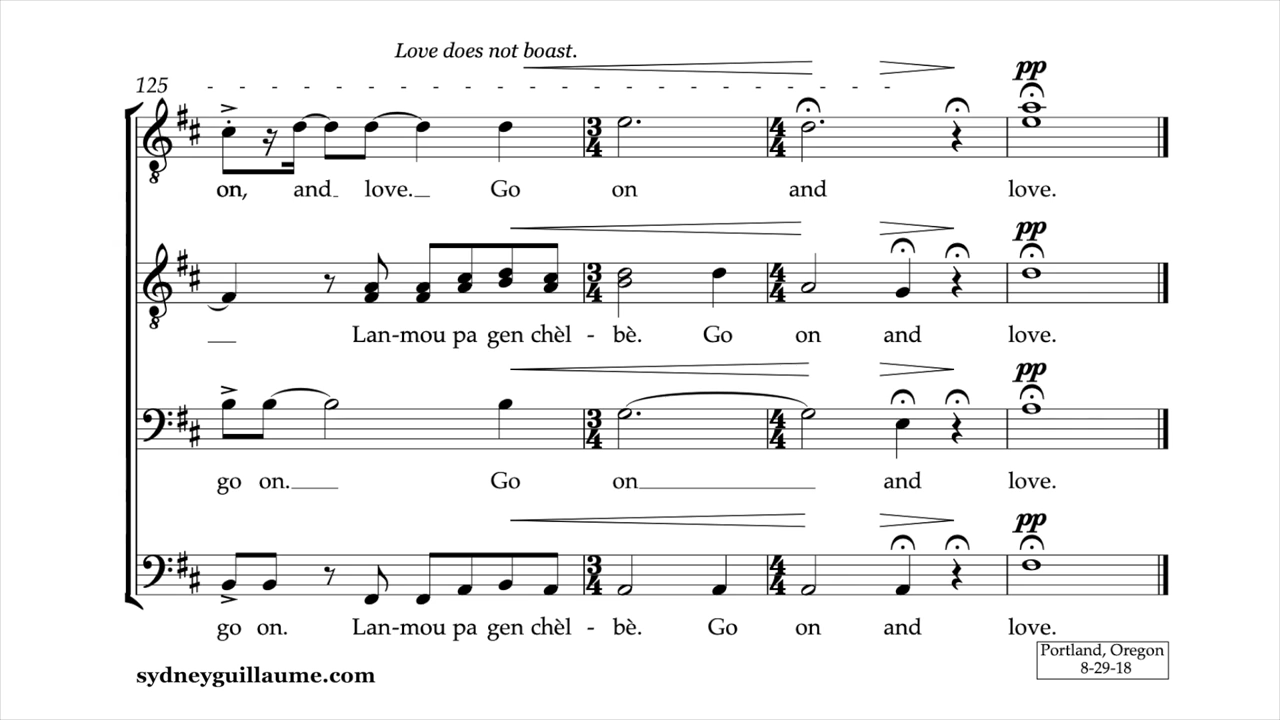 Love does not boast.
125
pp
on, and love. Go on and love.
pp
Lan-mou pa gen chèl - bè. Go on and love.
pp
go on. Go on and love.
pp
go on. Lan-mou pa gen chèl - bè. Go on and love.
Portland, Oregon
8-29-18
sydneyguillaume.com